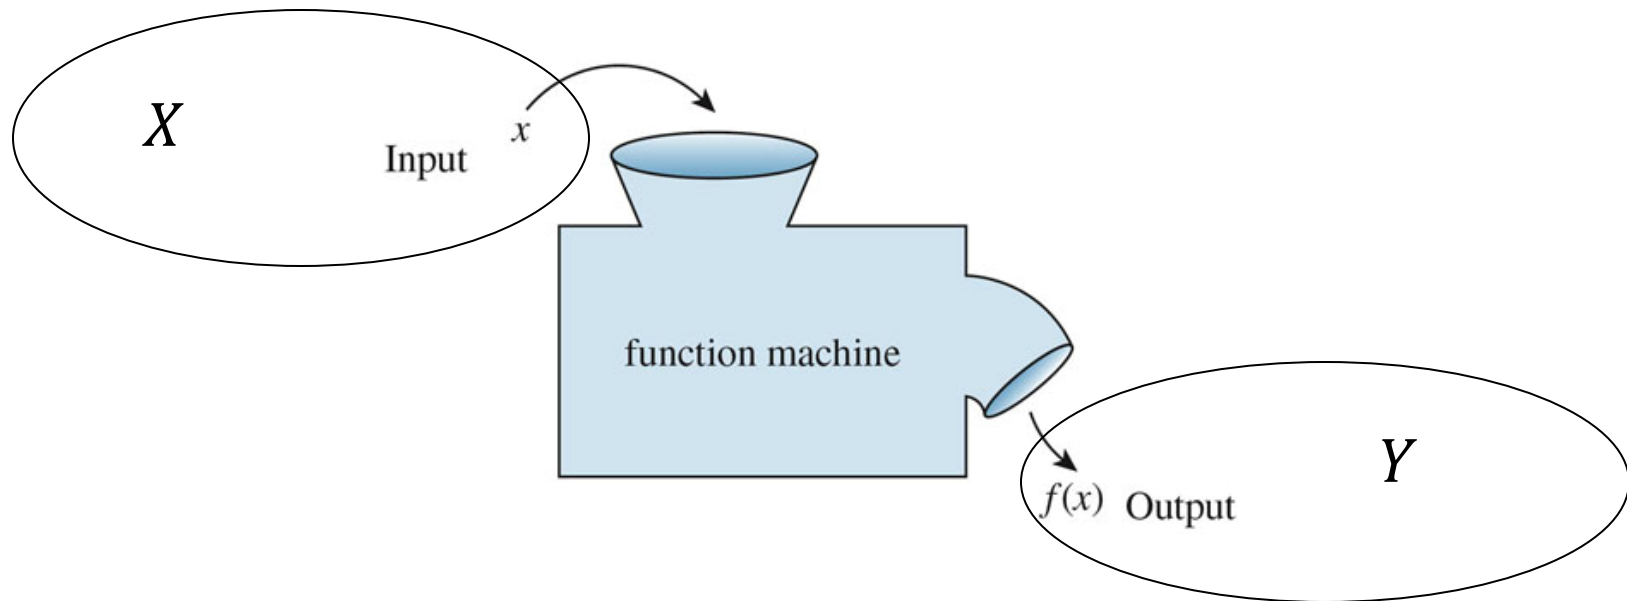 X
x
Input
function machine
Y
f(x) Output